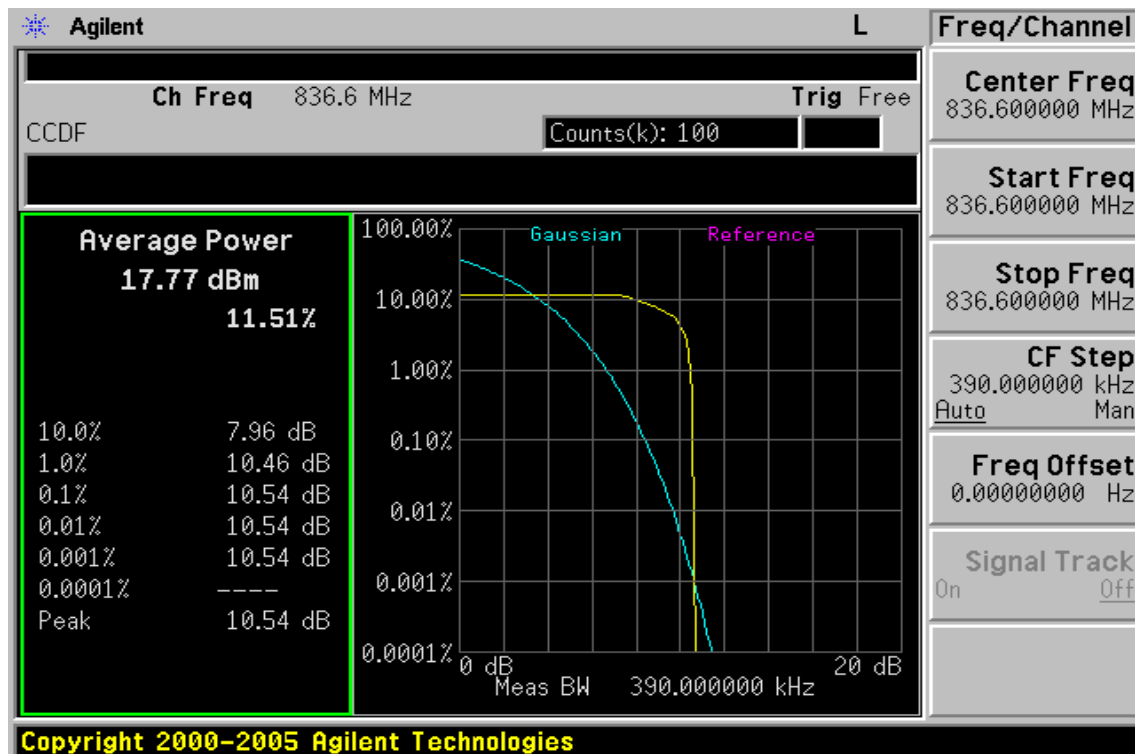 Agilent L
Ch Freq 836.6 MHz Trig Free
CCDF Counts(k): 100
Average Power
17.77 dBm
11.51%
10.0% 7.96 dB
1.0% 10.46 dB
0.1% 10.54 dB
0.01% 10.54 dB
0.001% 10.54 dB
0.0001% ----
Peak 10.54 dB
100.00%
Gaussian Reference
10.00%
1.00%
0.10%
0.01%
0.001%
0.0001%
0 dB 20 dB
Meas BW 390.000000 kHz
Freq/Channel
Center Freq
836.600000 MHz
Start Freq
836.600000 MHz
Stop Freq
836.600000 MHz
CF Step
390.000000 kHz
Auto Man
Freq Offset
0.00000000 Hz
Signal Track
On Off
Copyright 2000-2005 Agilent Technologies